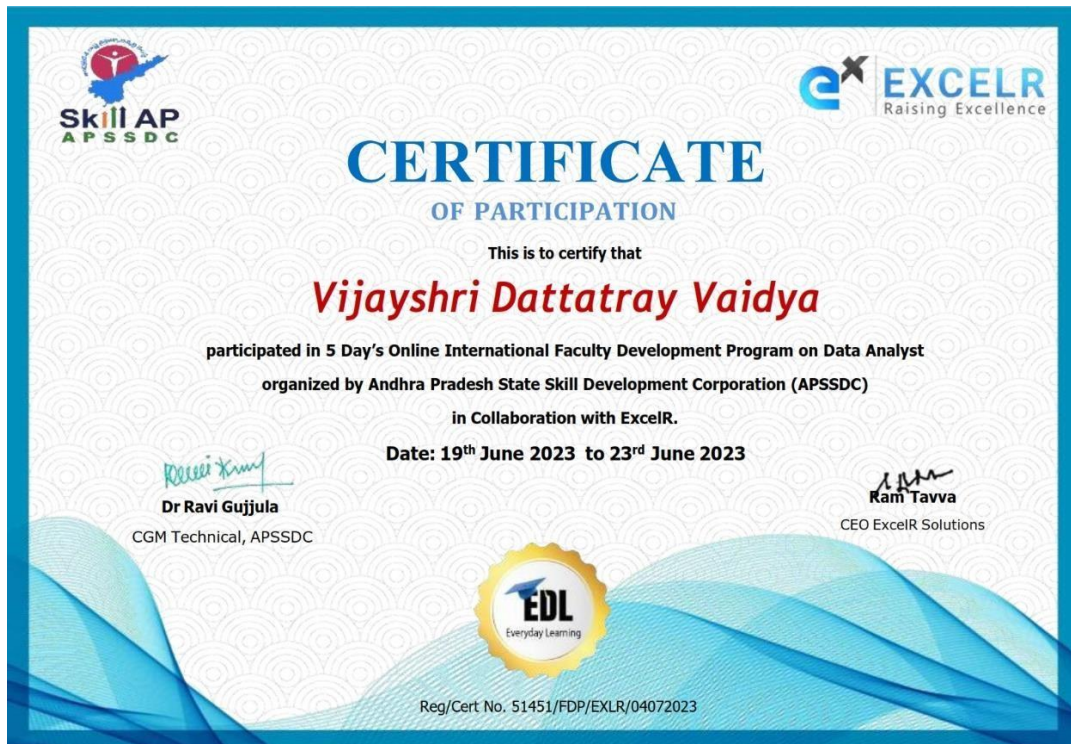 Skill AP
APSSDC
ex EXCELR
Raising Excellence
CERTIFICATE
OF PARTICIPATION
This is to certify that
Vijayshri Dattatray Vaidya
participated in 5 Day's Online International Faculty Development Program on Data Analyst
organized by Andhra Pradesh State Skill Development Corporation (APSSDC)
in Collaboration with ExcelR.
Date: 19th June 2023 to 23rd June 2023
Dr Ravi Gujjula
CGM Technical, APSSDC
Ram Tavva
CEO ExcelR Solutions
EDL
Everyday Learning
Reg/Cert No. 51451/FDP/EXLR/04072023